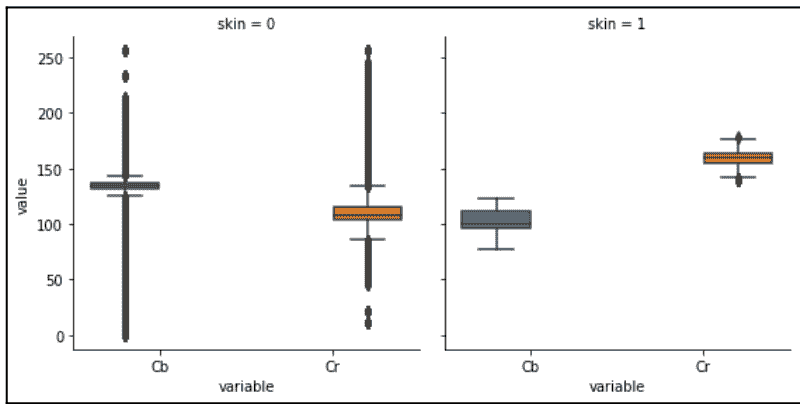 skin = 0
skin = 1
250
200
150
100
50
0
value
Cb
Cr
Cb
Cr
variable
variable